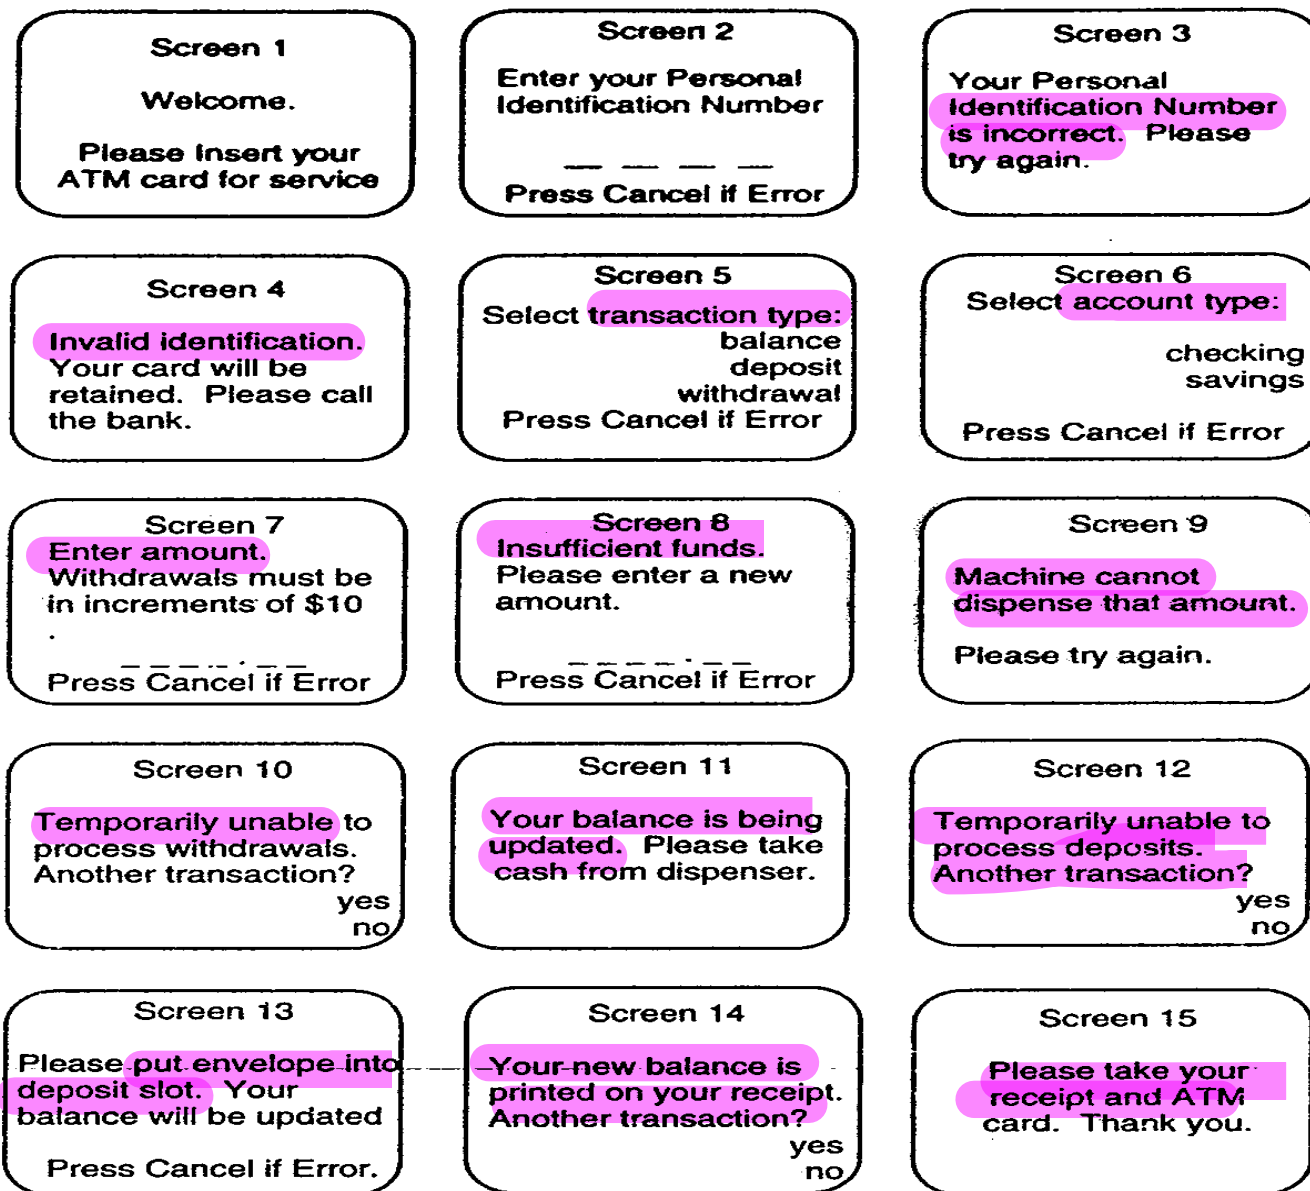 Screen 1
Welcome.
Please Insert your
ATM card for service
Screen 2
Enter your Personal
Identification Number
__ __ __ __
Press Cancel if Error
Screen 3
Your Personal
Identification Number
is incorrect. Please
try again.
Screen 4
Invalid identification.
Your card will be
retained. Please call
the bank.
Screen 5
Select transaction type:
balance
deposit
withdrawal
Press Cancel if Error
Screen 6
Select account type:
checking
savings
Press Cancel if Error
Screen 7
Enter amount.
Withdrawals must be
in increments of $10
.
_ _ _ _ . _ _
Press Cancel if Error
Screen 8
Insufficient funds.
Please enter a new
amount.
_ _ _ _ . _ _
Press Cancel if Error
Screen 9
Machine cannot
dispense that amount.
Please try again.
Screen 10
Temporarily unable to
process withdrawals.
Another transaction?
yes
no
Screen 11
Your balance is being
updated. Please take
cash from dispenser.
Screen 12
Temporarily unable to
process deposits.
Another transaction?
yes
no
Screen 13
Please put envelope into
deposit slot. Your
balance will be updated
Press Cancel if Error.
Screen 14
Your new balance is
printed on your receipt.
Another transaction?
yes
no
Screen 15
Please take your
receipt and ATM
card. Thank you.